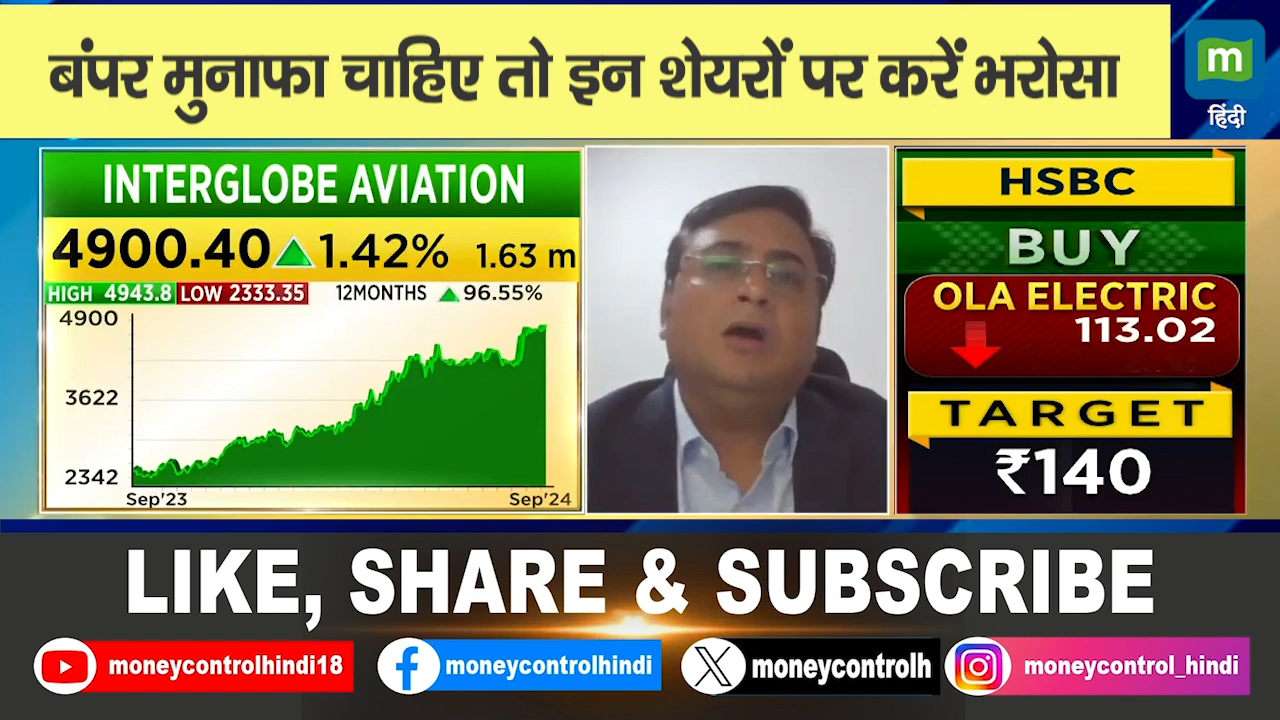 बंपर मुनाफा चाहिए तो इन शेयरों पर करें भरोसा
m
हिंदी
INTERGLOBE AVIATION
4900.40 1.42% 1.63 m
HIGH 4943.8 LOW 2333.35 12MONTHS 96.55%
4900
3622
2342
Sep'23 Sep'24
HSBC
BUY
OLA ELECTRIC
113.02
TARGET
₹140
LIKE, SHARE & SUBSCRIBE
moneycontrolhindi18 moneycontrolhindi moneycontrolh moneycontrol_hindi